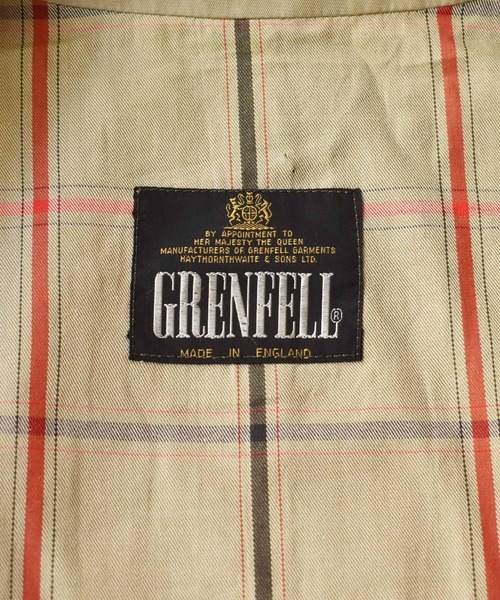 BY APPOINTMENT TO
HER MAJESTY THE QUEEN
MANUFACTURERS OF GRENFELL GARMENTS
HAYTHORNTHWAITE & SONS LTD.
GRENFELL®
MADE IN ENGLAND